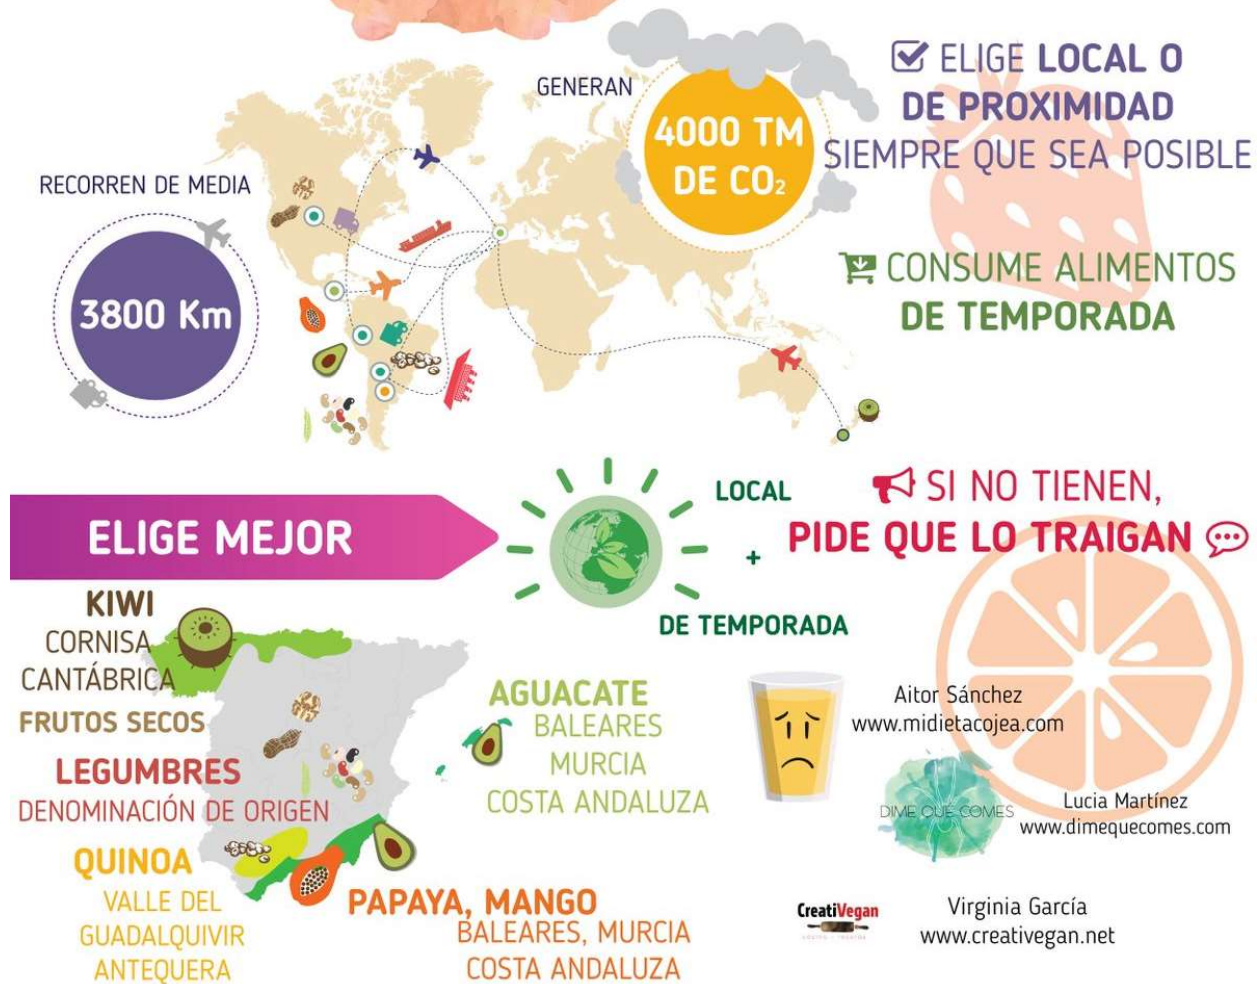 GENERAN
4000 TM
DE CO₂
RECORREN DE MEDIA
3800 Km
ELIGE LOCAL O
DE PROXIMIDAD
SIEMPRE QUE SEA POSIBLE
CONSUME ALIMENTOS
DE TEMPORADA
ELIGE MEJOR
LOCAL
+
DE TEMPORADA
SI NO TIENEN,
PIDE QUE LO TRAIGAN
KIWI
CORNISA
CANTÁBRICA
FRUTOS SECOS
LEGUMBRES
DENOMINACIÓN DE ORIGEN
QUINOA
VALLE DEL
GUADALQUIVIR
ANTEQUERA
AGUACATE
BALEARES
MURCIA
COSTA ANDALUZA
PAPAYA, MANGO
BALEARES, MURCIA
COSTA ANDALUZA
Aitor Sánchez
www.midietacojea.com
DIME QUE COMES
Lucia Martínez
www.dimequecomes.com
CreatiVegan
Virginia García
www.creativegan.net